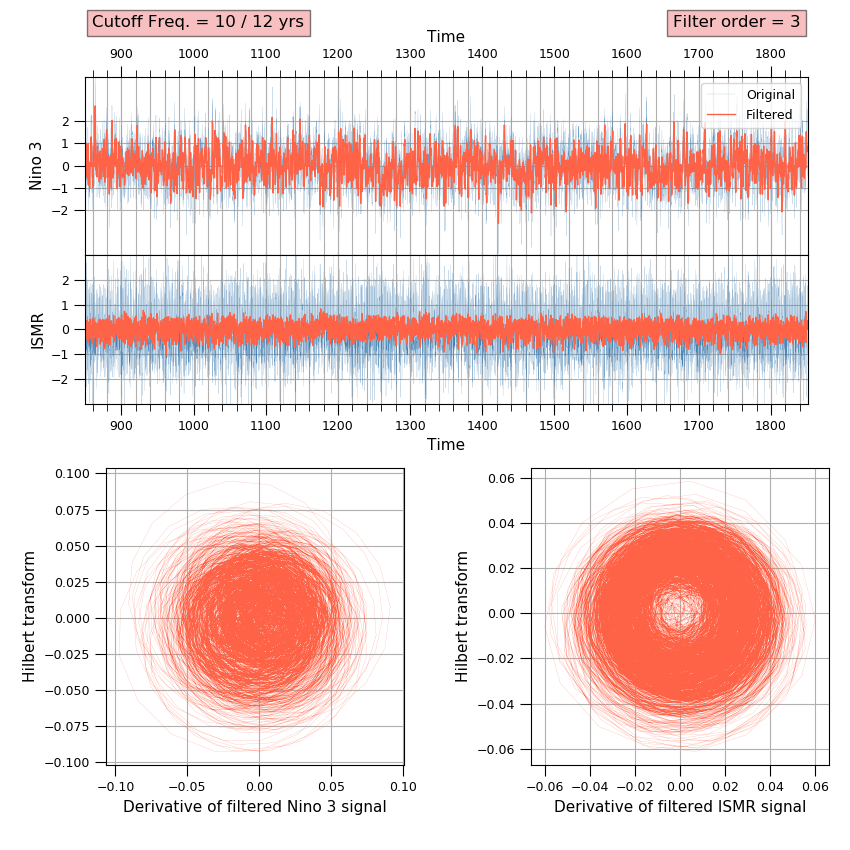 Cutoff Freq. = 10 / 12 yrs
Filter order = 3
Time
900 1000 1100 1200 1300 1400 1500 1600 1700 1800
Original
Filtered
Nino 3
2
1
0
−1
−2
ISMR
2
1
0
−1
−2
900 1000 1100 1200 1300 1400 1500 1600 1700 1800
Time
Hilbert transform
0.100
0.075
0.050
0.025
0.000
−0.025
−0.050
−0.075
−0.100
−0.10 −0.05 0.00 0.05 0.10
Derivative of filtered Nino 3 signal
Hilbert transform
0.06
0.04
0.02
0.00
−0.02
−0.04
−0.06
−0.06 −0.04 −0.02 0.00 0.02 0.04 0.06
Derivative of filtered ISMR signal